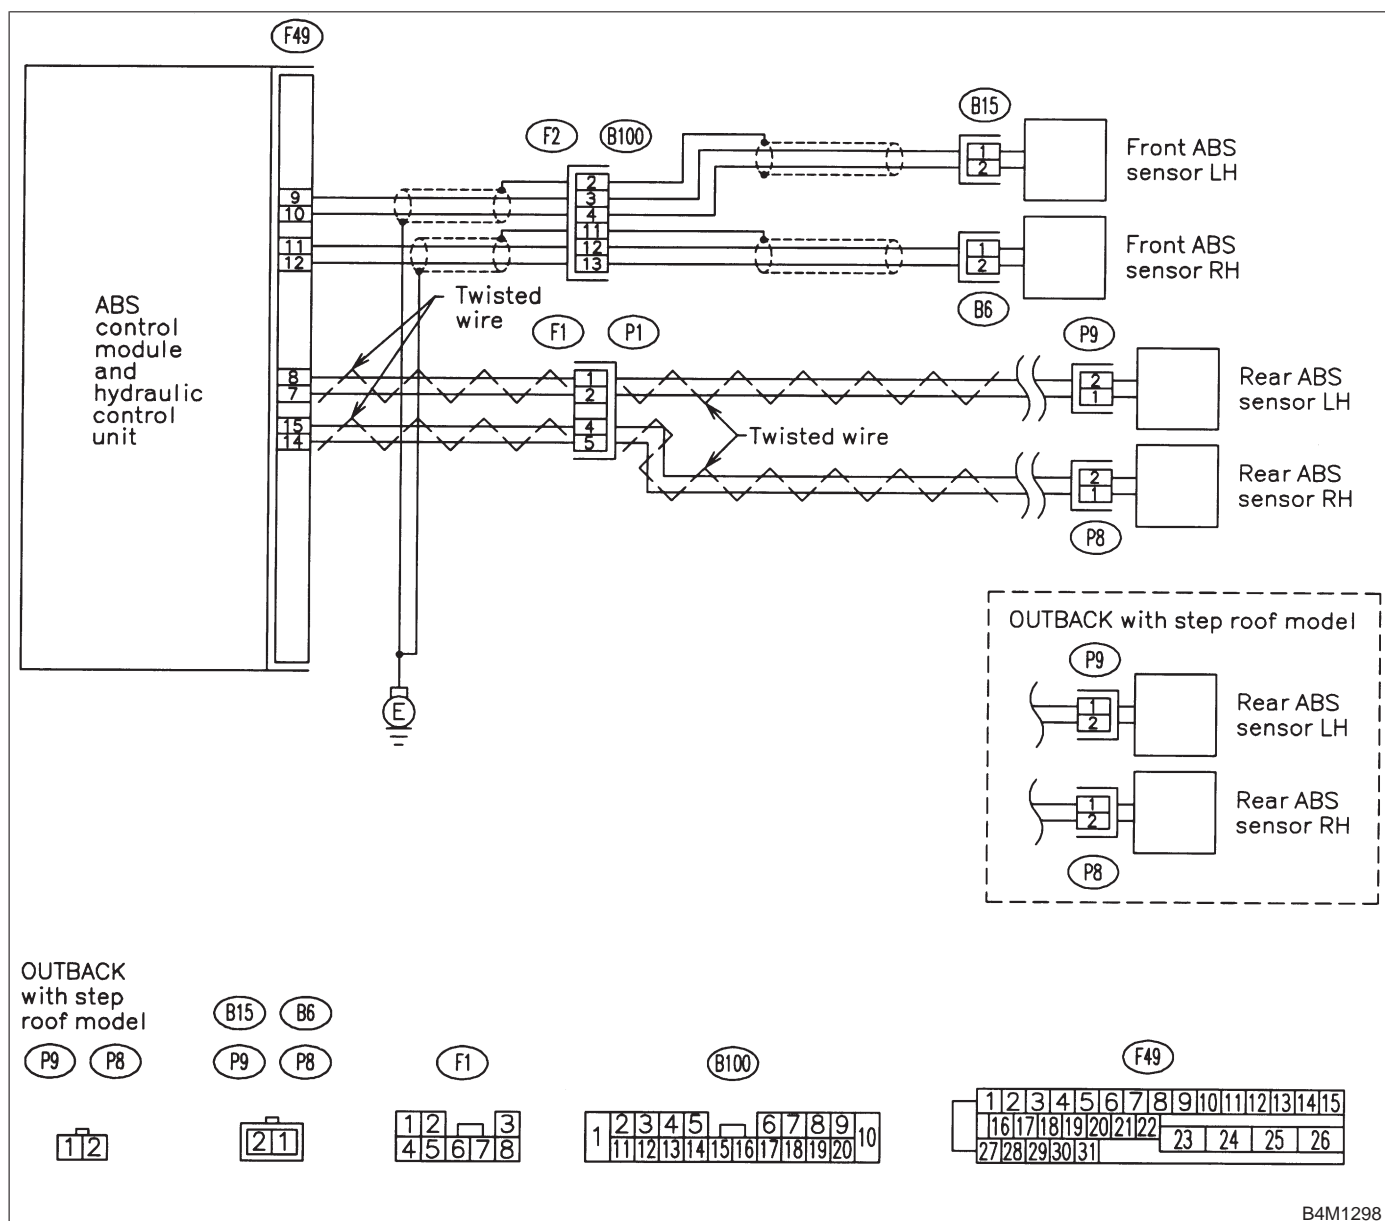 F49
B15
F2 B100
Front ABS
sensor LH
1
2
2
3
4
11
12
13
9
10
11
12
Front ABS
sensor RH
1
2
B6
ABS
control
module
and
hydraulic
control
unit
Twisted
wire
F1 P1
P9
8
7
15
14
1
2
4
5
2
1
Rear ABS
sensor LH
Twisted wire
2
1
Rear ABS
sensor RH
P8
OUTBACK with step roof model
P9
1
2
Rear ABS
sensor LH
1
2
Rear ABS
sensor RH
P8
E
OUTBACK
with step
roof model
P9 P8
1 2
B15 B6
P9 P8
2 1
F1
1 2 3
4 5 6 7 8
B100
1 2 3 4 5 6 7 8 9 10
11 12 13 14 15 16 17 18 19 20
F49
1 2 3 4 5 6 7 8 9 10 11 12 13 14 15
16 17 18 19 20 21 22 23 24 25 26
27 28 29 30 31
B4M1298